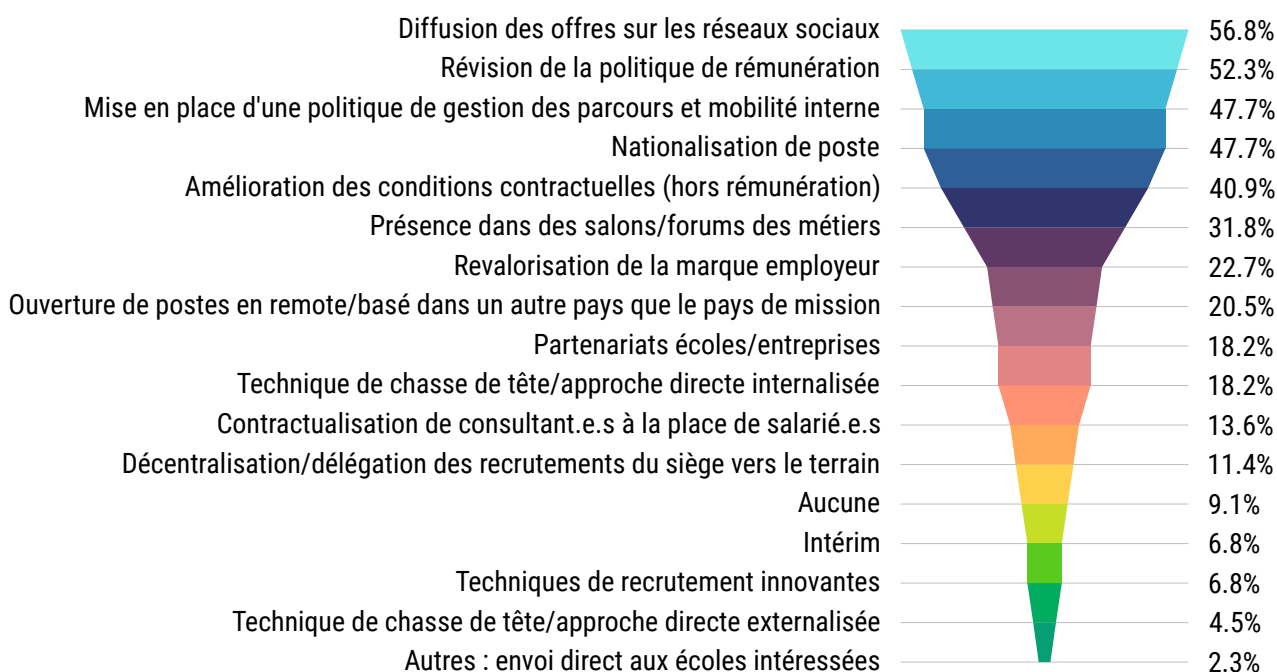 Diffusion des offres sur les réseaux sociaux 56.8%
Révision de la politique de rémunération 52.3%
Mise en place d'une politique de gestion des parcours et mobilité interne 47.7%
Nationalisation de poste 47.7%
Amélioration des conditions contractuelles (hors rémunération) 40.9%
Présence dans des salons/forums des métiers 31.8%
Revalorisation de la marque employeur 22.7%
Ouverture de postes en remote/basé dans un autre pays que le pays de mission 20.5%
Partenariats écoles/entreprises 18.2%
Technique de chasse de tête/approche directe internalisée 18.2%
Contractualisation de consultant.e.s à la place de salarié.e.s 13.6%
Décentralisation/délégation des recrutements du siège vers le terrain 11.4%
Aucune 9.1%
Intérim 6.8%
Techniques de recrutement innovantes 6.8%
Technique de chasse de tête/approche directe externalisée 4.5%
Autres : envoi direct aux écoles intéressées 2.3%